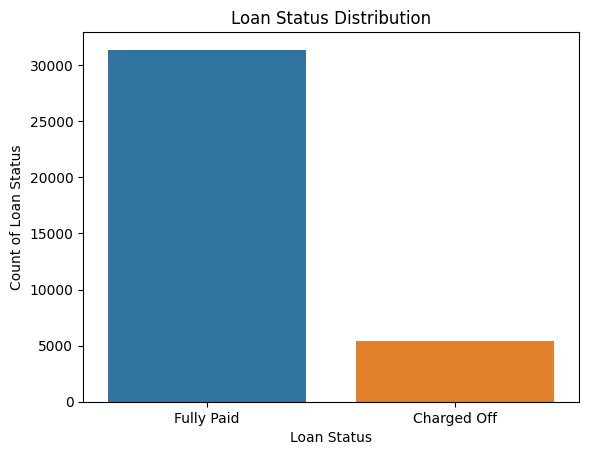 Loan Status Distribution
Count of Loan Status
30000
25000
20000
15000
10000
5000
0
Fully Paid
Charged Off
Loan Status